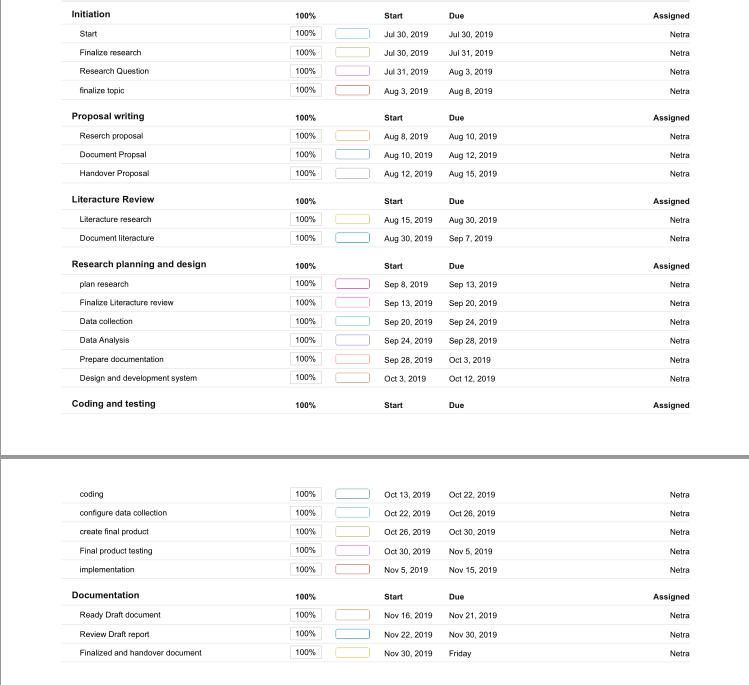 Initiation 100% Start Due Assigned
Start 100% Jul 30, 2019 Jul 30, 2019 Netra
Finalize research 100% Jul 30, 2019 Jul 31, 2019 Netra
Research Question 100% Jul 31, 2019 Aug 3, 2019 Netra
finalize topic 100% Aug 3, 2019 Aug 8, 2019 Netra
Proposal writing 100% Start Due Assigned
Reserch proposal 100% Aug 8, 2019 Aug 10, 2019 Netra
Document Propsal 100% Aug 10, 2019 Aug 12, 2019 Netra
Handover Proposal 100% Aug 12, 2019 Aug 15, 2019 Netra
Literacture Review 100% Start Due Assigned
Literacture research 100% Aug 15, 2019 Aug 30, 2019 Netra
Document literacture 100% Aug 30, 2019 Sep 7, 2019 Netra
Research planning and design 100% Start Due Assigned
plan research 100% Sep 8, 2019 Sep 13, 2019 Netra
Finalize Literacture review 100% Sep 13, 2019 Sep 20, 2019 Netra
Data collection 100% Sep 20, 2019 Sep 24, 2019 Netra
Data Analysis 100% Sep 24, 2019 Sep 28, 2019 Netra
Prepare documentation 100% Sep 28, 2019 Oct 3, 2019 Netra
Design and development system 100% Oct 3, 2019 Oct 12, 2019 Netra
Coding and testing 100% Start Due Assigned
coding 100% Oct 13, 2019 Oct 22, 2019 Netra
configure data collection 100% Oct 22, 2019 Oct 26, 2019 Netra
create final product 100% Oct 26, 2019 Oct 30, 2019 Netra
Final product testing 100% Oct 30, 2019 Nov 5, 2019 Netra
implementation 100% Nov 5, 2019 Nov 15, 2019 Netra
Documentation 100% Start Due Assigned
Ready Draft document 100% Nov 16, 2019 Nov 21, 2019 Netra
Review Draft report 100% Nov 22, 2019 Nov 30, 2019 Netra
Finalized and handover document 100% Nov 30, 2019 Friday Netra